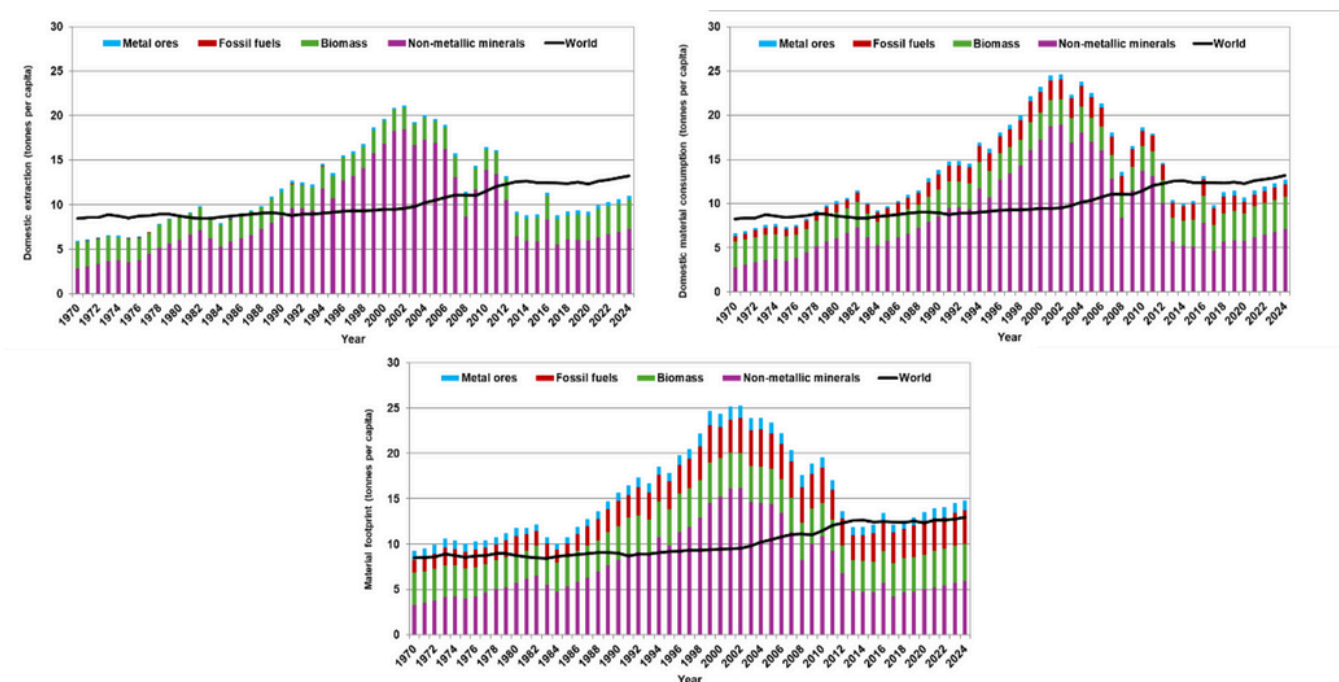 Domestic extraction (tonnes per capita)
30
25
20
15
10
5
0
Metal ores Fossil fuels Biomass Non-metallic minerals World
1970 1972 1974 1976 1978 1980 1982 1984 1986 1988 1990 1992 1994 1996 1998 2000 2002 2004 2006 2008 2010 2012 2014 2016 2018 2020 2022 2024
Year
Domestic material consumption (tonnes per capita)
30
25
20
15
10
5
0
Metal ores Fossil fuels Biomass Non-metallic minerals World
1970 1972 1974 1976 1978 1980 1982 1984 1986 1988 1990 1992 1994 1996 1998 2000 2002 2004 2006 2008 2010 2012 2014 2016 2018 2020 2022 2024
Year
Material footprint (tonnes per capita)
30
25
20
15
10
5
0
Metal ores Fossil fuels Biomass Non-metallic minerals World
1970 1972 1974 1976 1978 1980 1982 1984 1986 1988 1990 1992 1994 1996 1998 2000 2002 2004 2006 2008 2010 2012 2014 2016 2018 2020 2022 2024
Year